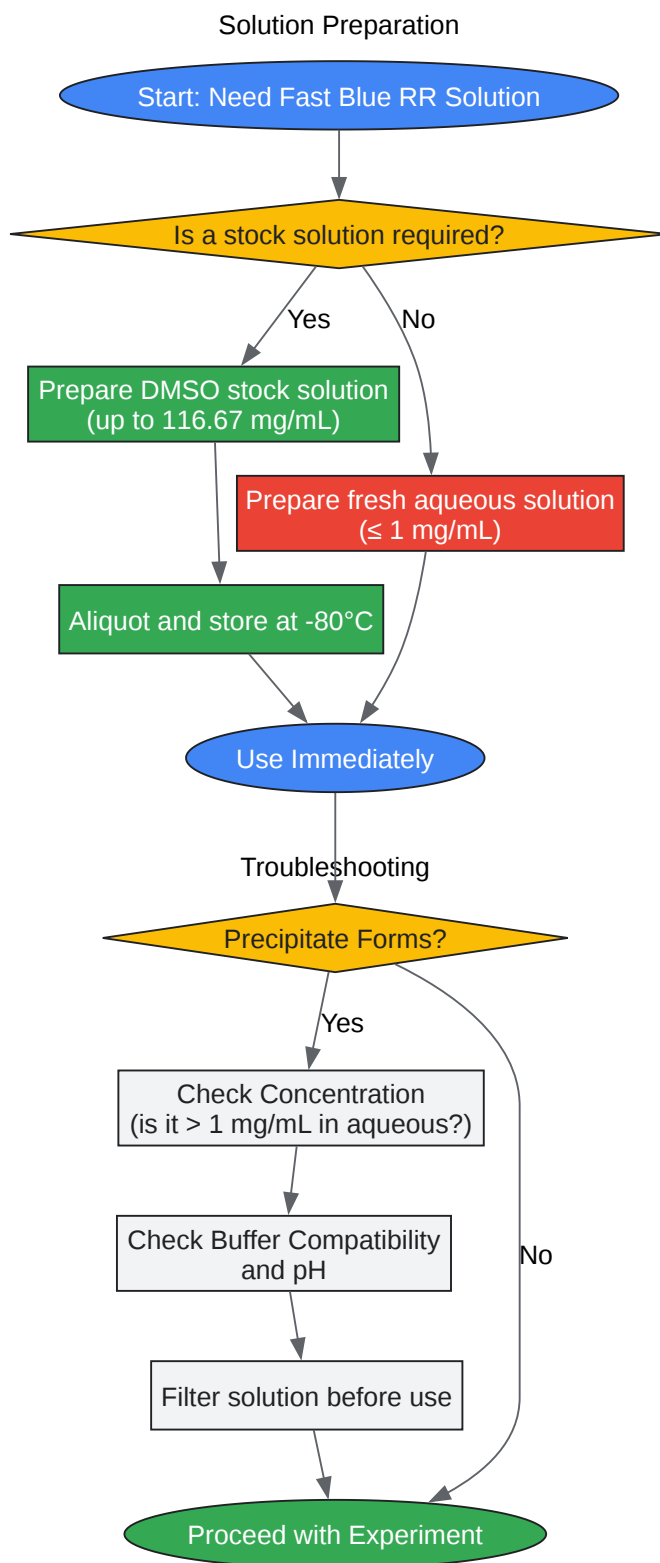 Solution Preparation
Start: Need Fast Blue RR Solution
Is a stock solution required?
Yes
No
Prepare DMSO stock solution
(up to 116.67 mg/mL)
Prepare fresh aqueous solution
(≤ 1 mg/mL)
Aliquot and store at -80°C
Use Immediately
Troubleshooting
Precipitate Forms?
Yes
Check Concentration
(is it > 1 mg/mL in aqueous?)
Check Buffer Compatibility
and pH
No
Filter solution before use
Proceed with Experiment